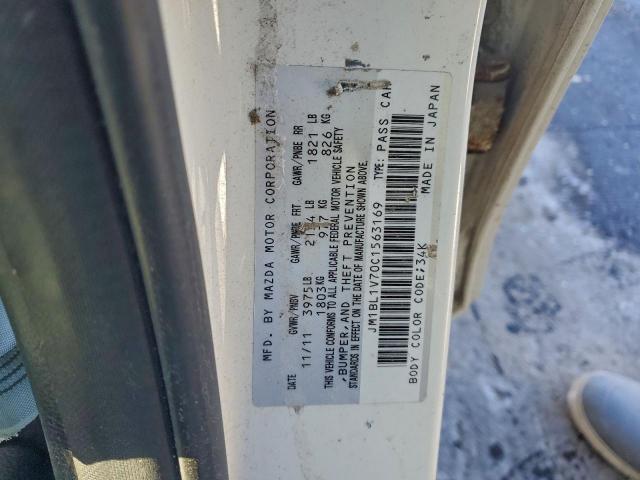 MFD. BY MAZDA MOTOR CORPORATION
DATE GVWR/PNBV GAWR/PNBE FRT GAWR/PNBE RR
11/11 3975LB LB 1821 LB
1803KG KG 826 KG
THIS VEHICLE CONFORMS TO ALL APPLICABLE FEDERAL MOTOR VEHICLE SAFETY
,BUMPER,AND THEFT PREVENTION
STANDARDS IN EFFECT ON THE DATE OF MANUFACTURE SHOWN ABOVE.
JM1BL1V70C1563169 TYPE: PASS CAR
BODY COLOR CODE;34K MADE IN JAPAN